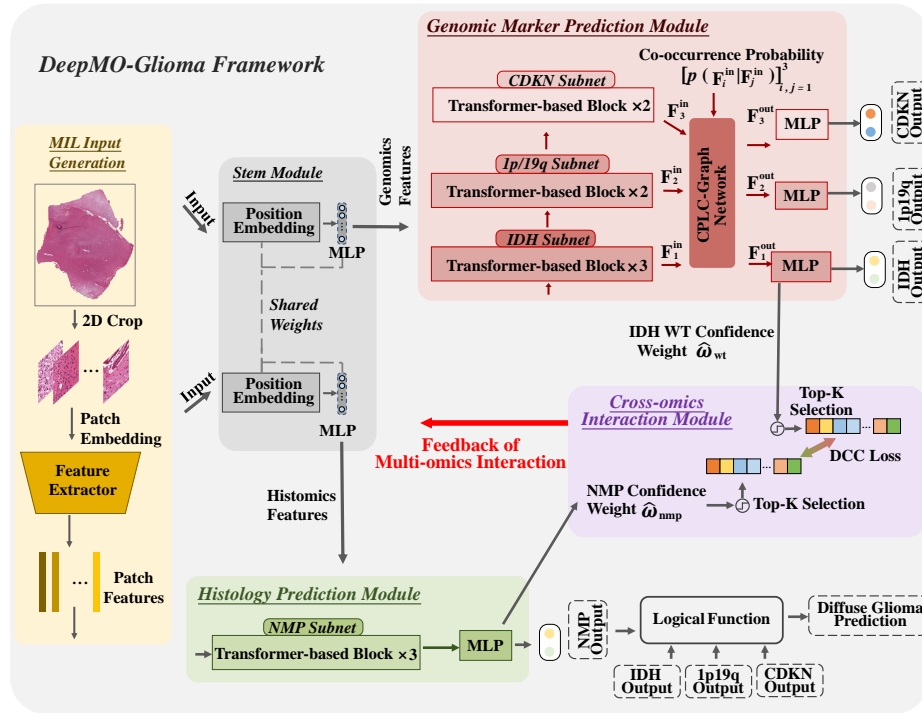 DeepMO-Glioma Framework
MIL Input
Generation
2D Crop
...
Patch
Embedding
Feature
Extractor
...
Patch
Features
Input
Input
Stem Module
Position
Embedding
MLP
Shared
Weights
Position
Embedding
MLP
Genomics
Features
Histomics
Features
Genomic Marker Prediction Module
Co-occurrence Probability
[p (F_i^in|F_j^in)]^3_{i,j=1}
CDKN Subnet
Transformer-based Block ×2
1p/19q Subnet
Transformer-based Block ×2
IDH Subnet
Transformer-based Block ×3
F_3^in
F_2^in
F_1^in
CPLC-Graph
Network
F_3^out
F_2^out
F_1^out
MLP
MLP
MLP
CDKN
Output
1p19q
Output
IDH
Output
IDH WT Confidence
Weight ω̂_wt
Cross-omics
Interaction Module
Top-K
Selection
...
DCC Loss
...
NMP Confidence
Weight ω̂_nmp
Top-K Selection
Feedback of
Multi-omics Interaction
Histology Prediction Module
NMP Subnet
Transformer-based Block ×3
MLP
NMP
Output
Logical Function
Diffuse Glioma
Prediction
IDH
Output
1p19q
Output
CDKN
Output